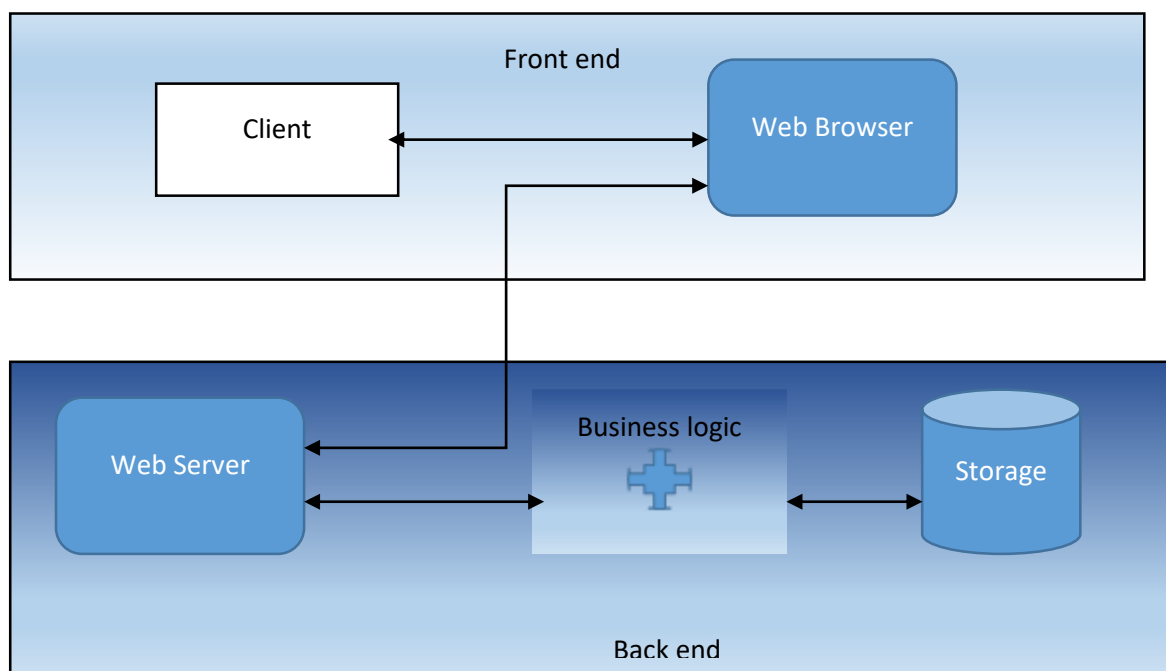 Front end
Client
Web Browser
Business logic
Web Server
Storage
Back end